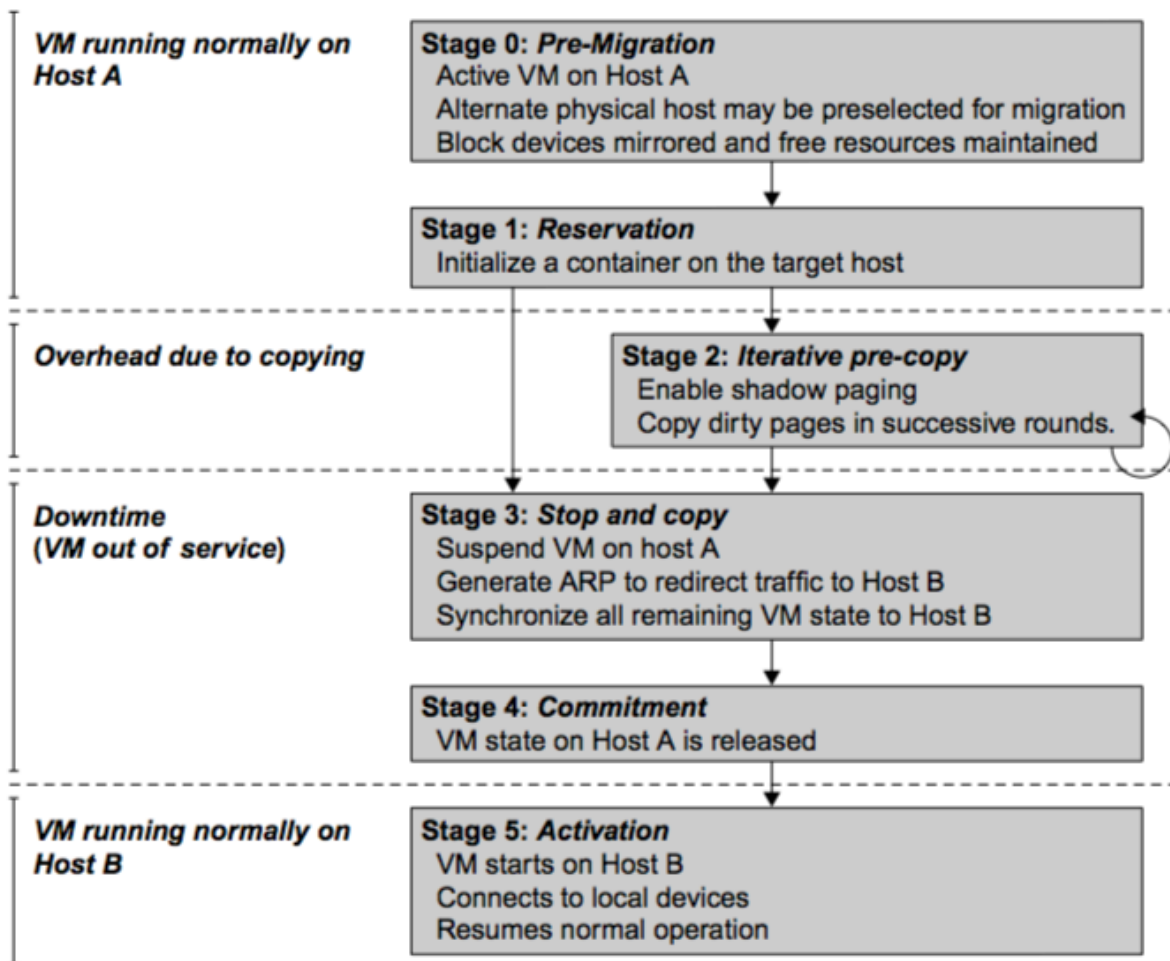 VM running normally on
Host A
Stage 0: Pre-Migration
Active VM on Host A
Alternate physical host may be preselected for migration
Block devices mirrored and free resources maintained
Stage 1: Reservation
Initialize a container on the target host
Overhead due to copying
Stage 2: Iterative pre-copy
Enable shadow paging
Copy dirty pages in successive rounds.
Downtime
(VM out of service)
Stage 3: Stop and copy
Suspend VM on host A
Generate ARP to redirect traffic to Host B
Synchronize all remaining VM state to Host B
Stage 4: Commitment
VM state on Host A is released
VM running normally on
Host B
Stage 5: Activation
VM starts on Host B
Connects to local devices
Resumes normal operation